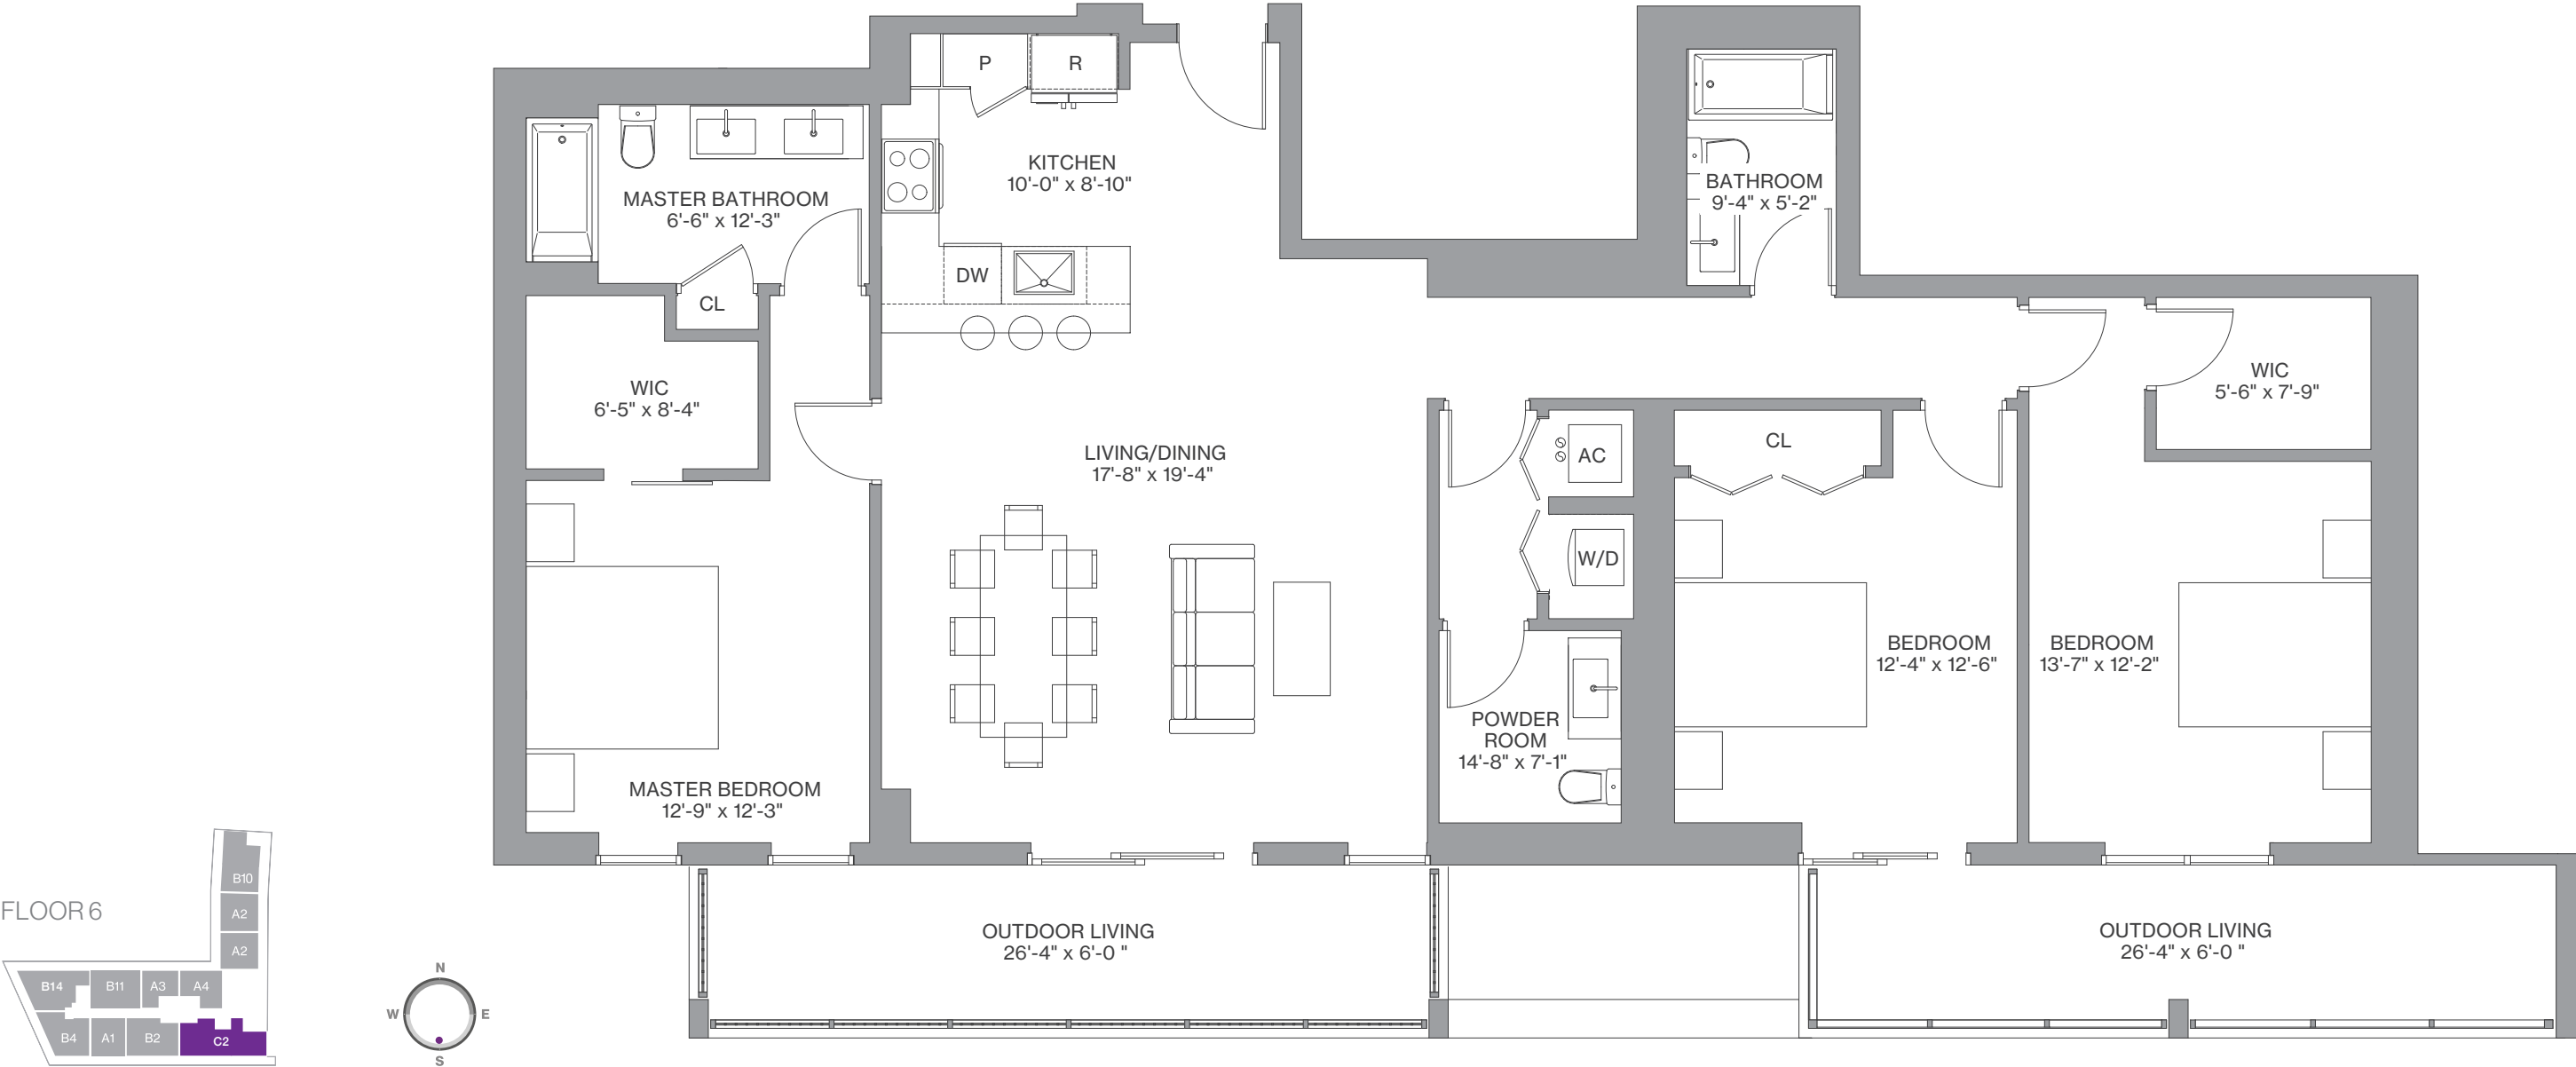 P
R
KITCHEN
10'-0" x 8'-10"
MASTER BATHROOM
6'-6" x 12'-3"
BATHROOM
9'-4" x 5'-2"
DW
CL
WIC
6'-5" x 8'-4"
WIC
5'-6" x 7'-9"
LIVING/DINING
17'-8" x 19'-4"
AC
CL
W/D
BEDROOM
12'-4" x 12'-6"
BEDROOM
13'-7" x 12'-2"
POWDER
ROOM
14'-8" x 7'-1"
MASTER BEDROOM
12'-9" x 12'-3"
OUTDOOR LIVING
26'-4" x 6'-0 "
OUTDOOR LIVING
26'-4" x 6'-0 "
FLOOR 6
B10
A2
A2
B14
B11
A3
A4
B4
A1
B2
C2
N
W
E
S